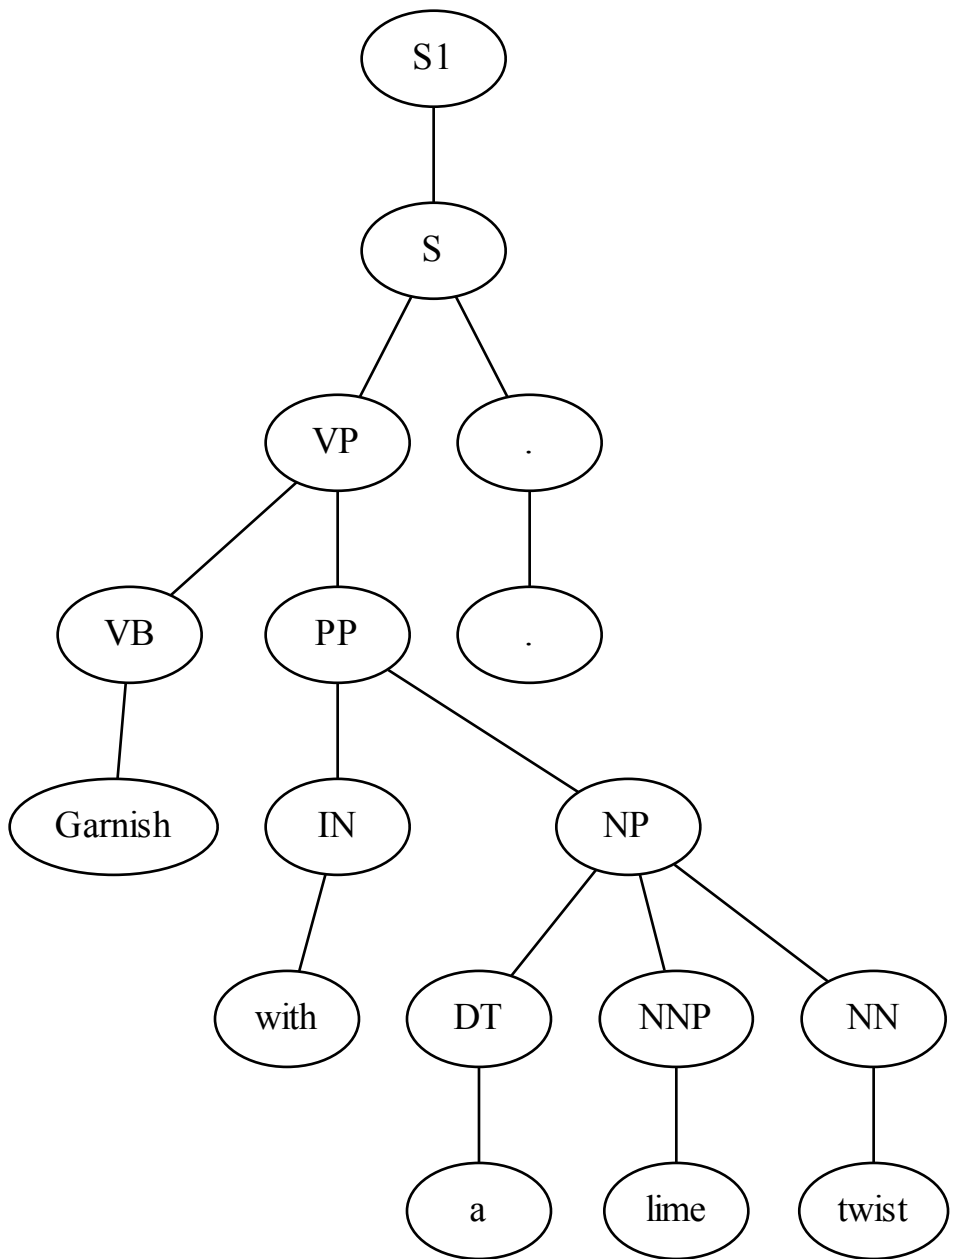 S1
S
VP .
VB PP .
Garnish IN NP
with DT NNP NN
a lime twist